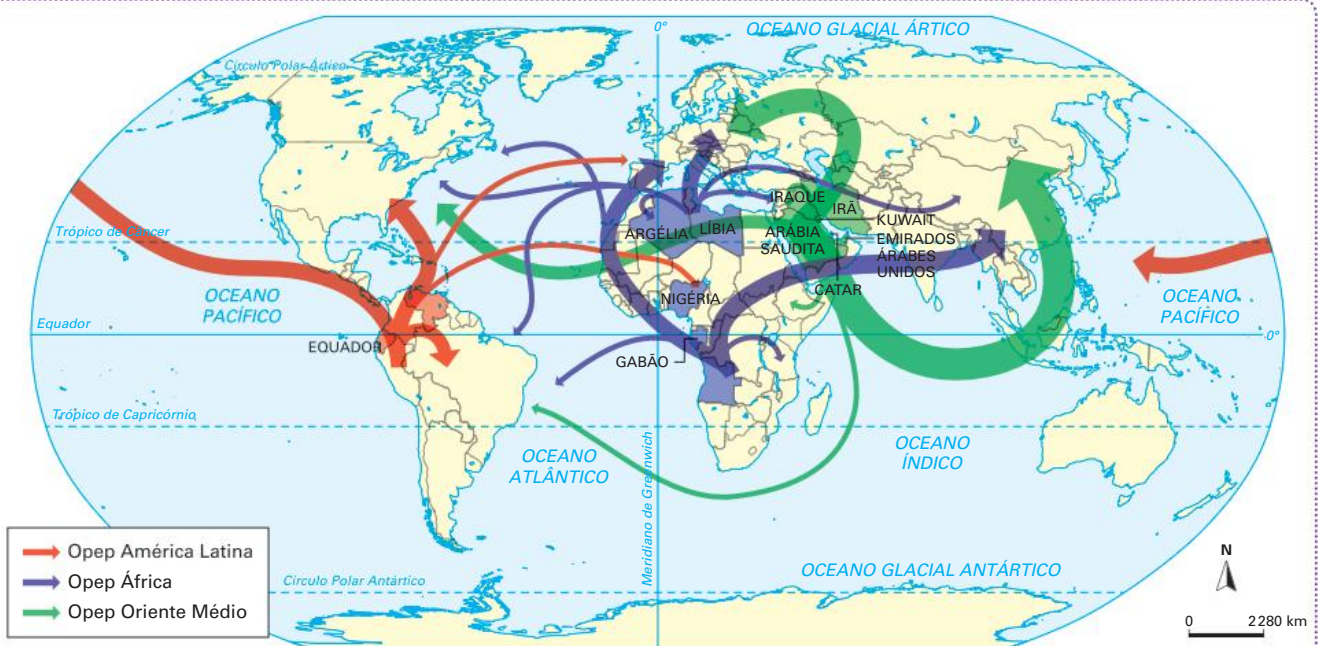 0°
OCEANO GLACIAL ÁRTICO
Círculo Polar Ártico
IRAQUE
IRÃ
KUWAIT
Trópico de Câncer
ARGÉLIA
LÍBIA
ARÁBIA
SAUDITA
EMIRADOS
ÁRABES
UNIDOS
CATAR
OCEANO
PACÍFICO
NIGÉRIA
OCEANO
PACÍFICO
Equador
0°
EQUADOR
GABÃO
Trópico de Capricórnio
OCEANO
ATLÂNTICO
Meridiano de Greenwich
OCEANO
ÍNDICO
Opep América Latina
Opep África
Opep Oriente Médio
Círculo Polar Antártico
OCEANO GLACIAL ANTÁRTICO
N
0 2 280 km